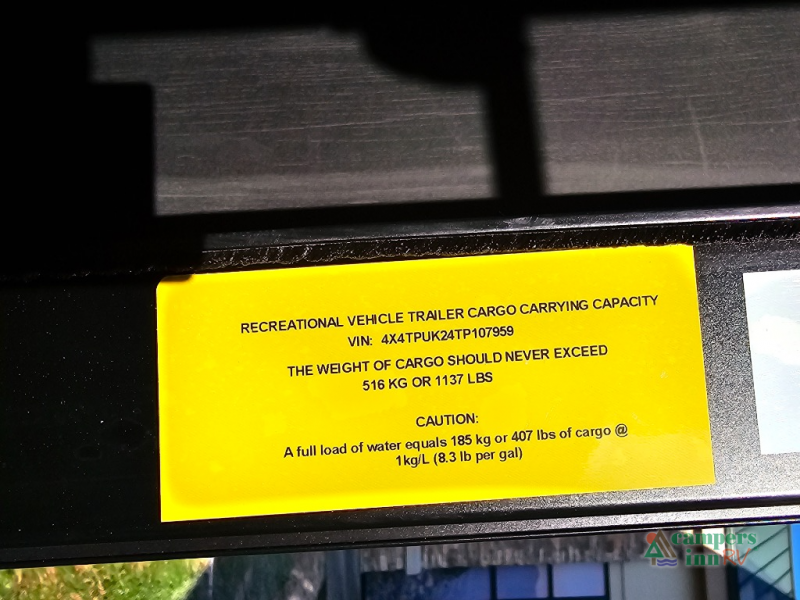 RECREATIONAL VEHICLE TRAILER CARGO CARRYING CAPACITY
VIN: 4X4TPUK24TP107959
THE WEIGHT OF CARGO SHOULD NEVER EXCEED
516 KG OR 1137 LBS
CAUTION:
A full load of water equals 185 kg or 407 lbs of cargo @
1kg/L (8.3 lb per gal)
campers
inn RV